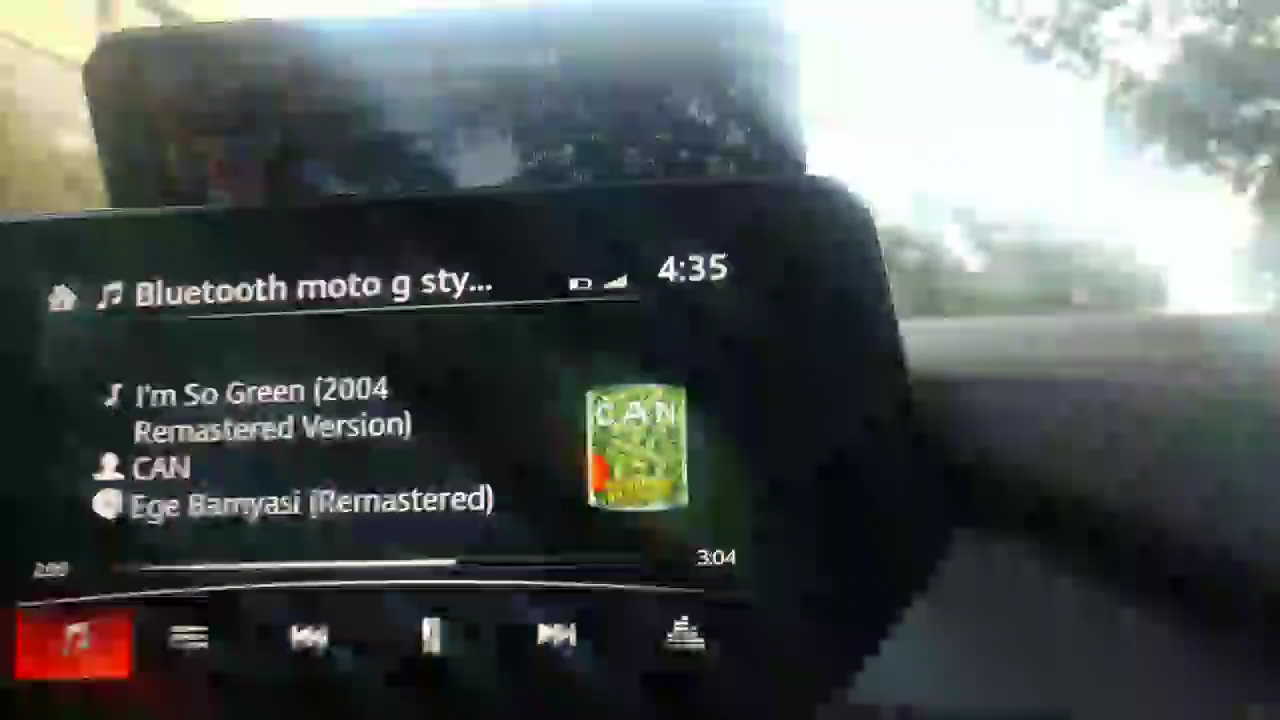 Bluetooth moto g sty...
4:35
I'm So Green (2004
Remastered Version)
CAN
Ege Bamyasi (Remastered)
CAN
3:04